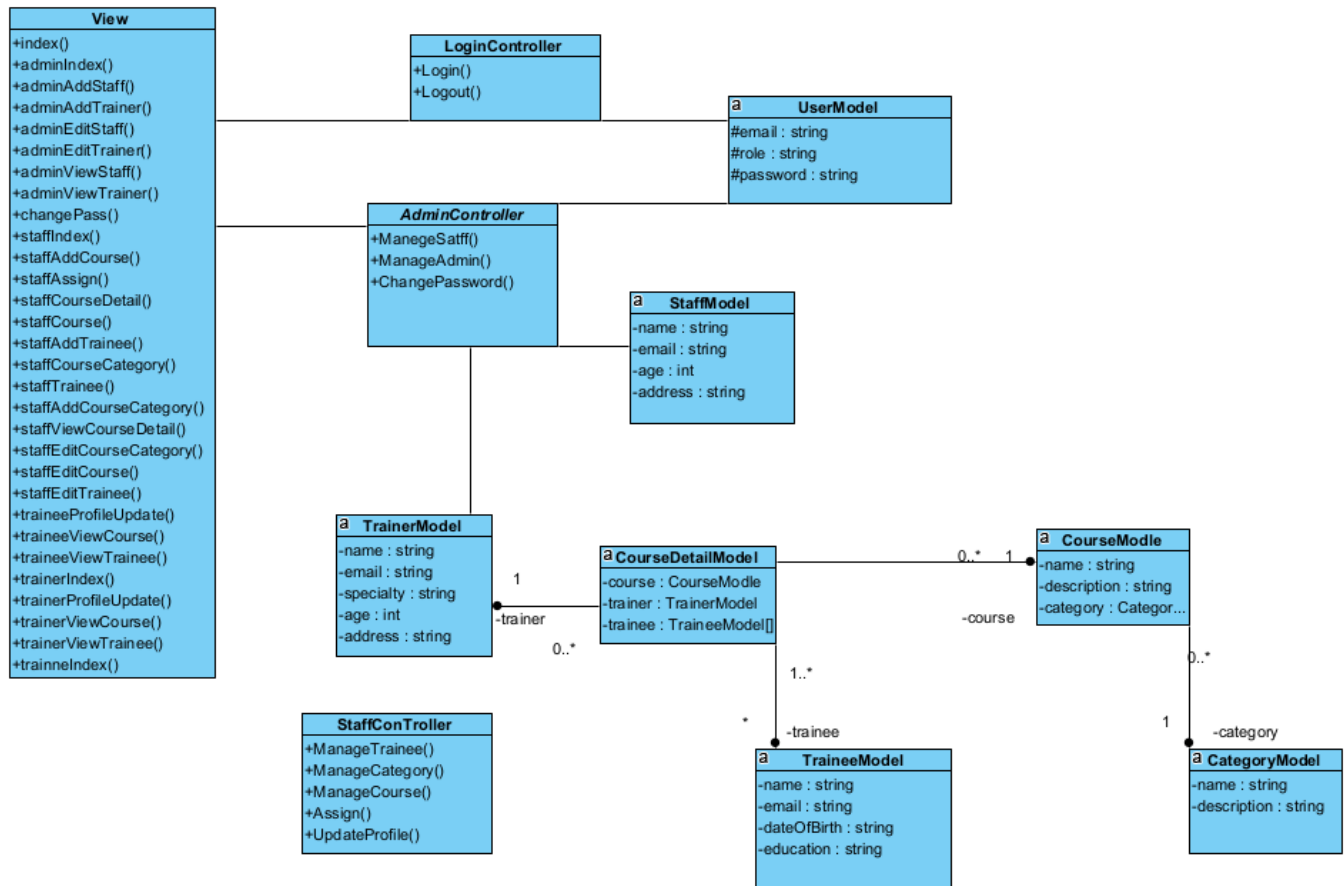 View
+index()
+adminIndex()
+adminAddStaff()
+adminAddTrainer()
+adminEditStaff()
+adminEditTrainer()
+adminViewStaff()
+adminViewTrainer()
+changePass()
+staffIndex()
+staffAddCourse()
+staffAssign()
+staffCourseDetail()
+staffCourse()
+staffAddTrainee()
+staffCourseCategory()
+staffTrainee()
+staffAddCourseCategory()
+staffViewCourseDetail()
+staffEditCourseCategory()
+staffEditCourse()
+staffEditTrainee()
+traineeProfileUpdate()
+traineeViewCourse()
+traineeViewTrainee()
+trainerIndex()
+trainerProfileUpdate()
+trainerViewCourse()
+trainerViewTrainee()
+trainneIndex()
LoginController
+Login()
+Logout()
a UserModel
#email : string
#role : string
#password : string
AdminController
+ManegeSatff()
+ManageAdmin()
+ChangePassword()
a StaffModel
-name : string
-email : string
-age : int
-address : string
a TrainerModel
-name : string
-email : string
-specialty : string
-age : int
-address : string
1
-trainer
0..*
a CourseDetailModel
-course : CourseModle
-trainer : TrainerModel
-trainee : TraineeModel[]
0..* 1
-course
a CourseModle
-name : string
-description : string
-category : Categor...
0..*
1
-category
1..*
*
-trainee
StaffConTroller
+ManageTrainee()
+ManageCategory()
+ManageCourse()
+Assign()
+UpdateProfile()
a TraineeModel
-name : string
-email : string
-dateOfBirth : string
-education : string
a CategoryModel
-name : string
-description : string